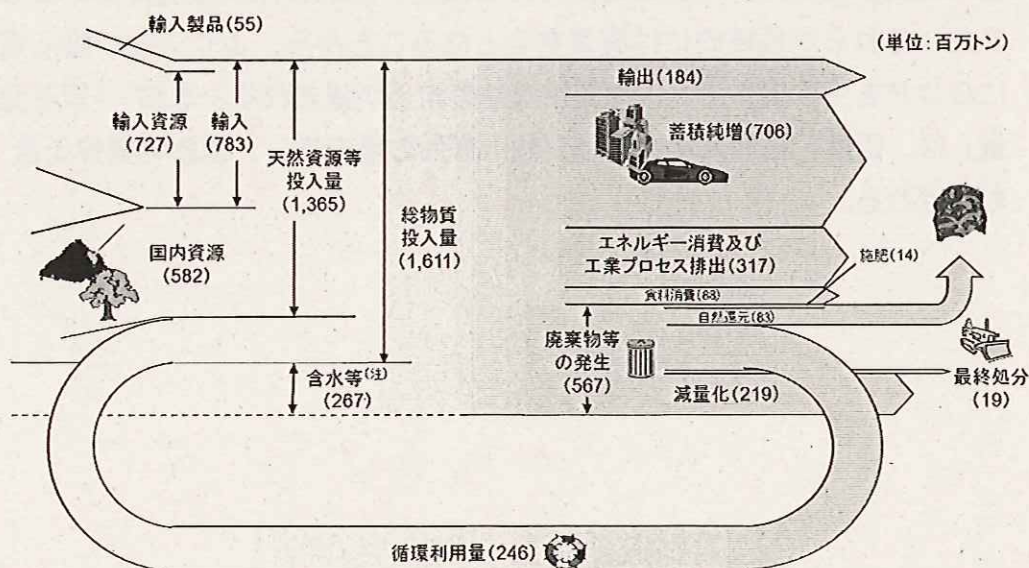 輸入製品(55)
(単位:百万トン)
輸入資源
(727)
輸入
(783)
天然資源等
投入量
(1,365)
総物質
投入量
(1,611)
国内資源
(582)
含水等(注)
(267)
輸出(184)
蓄積純増(706)
エネルギー消費及び
工業プロセス排出(317)
施肥(14)
食料消費(88)
自然還元(83)
廃棄物等
の発生
(567)
減量化(219)
最終処分
(19)
循環利用量(246)